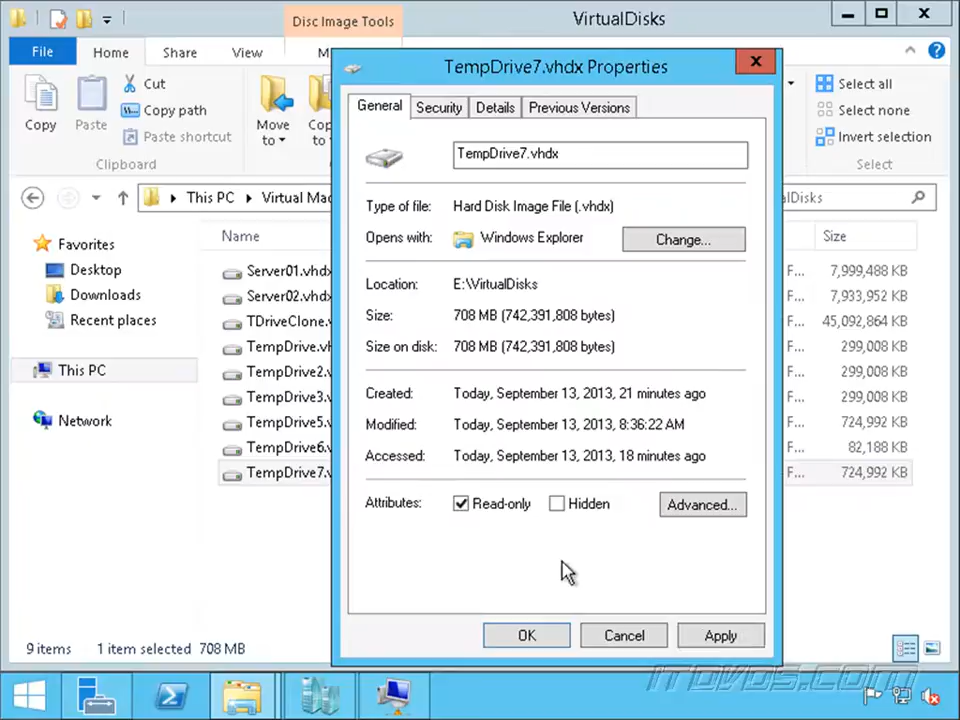 Disc Image Tools
VirtualDisks
File
Home
Share
View
M
Copy
Paste
Cut
Copy path
Paste shortcut
Clipboard
Move
to
Cop
to
Select all
Select none
Invert selection
Select
This PC
Virtual Mac
alDisks
Favorites
Desktop
Downloads
Recent places
This PC
Network
Name
Size
Server01.vhdx
F... 7,999,488 KB
Server02.vhdx
F... 7,933,952 KB
TDriveClone.v
F... 45,092,864 KB
TempDrive.vh
F... 299,008 KB
TempDrive2.v
F... 299,008 KB
TempDrive3.v
F... 299,008 KB
TempDrive5.v
F... 724,992 KB
TempDrive6.v
F... 82,188 KB
TempDrive7.v
F... 724,992 KB
TempDrive7.vhdx Properties
General
Security
Details
Previous Versions
TempDrive7.vhdx
Type of file: Hard Disk Image File (.vhdx)
Opens with: Windows Explorer
Change...
Location: E:\VirtualDisks
Size: 708 MB (742,391,808 bytes)
Size on disk: 708 MB (742,391,808 bytes)
Created: Today, September 13, 2013, 21 minutes ago
Modified: Today, September 13, 2013, 8:36:22 AM
Accessed: Today, September 13, 2013, 18 minutes ago
Attributes: Read-only Hidden
Advanced...
OK
Cancel
Apply
9 items 1 item selected 708 MB
ITDVDS.com